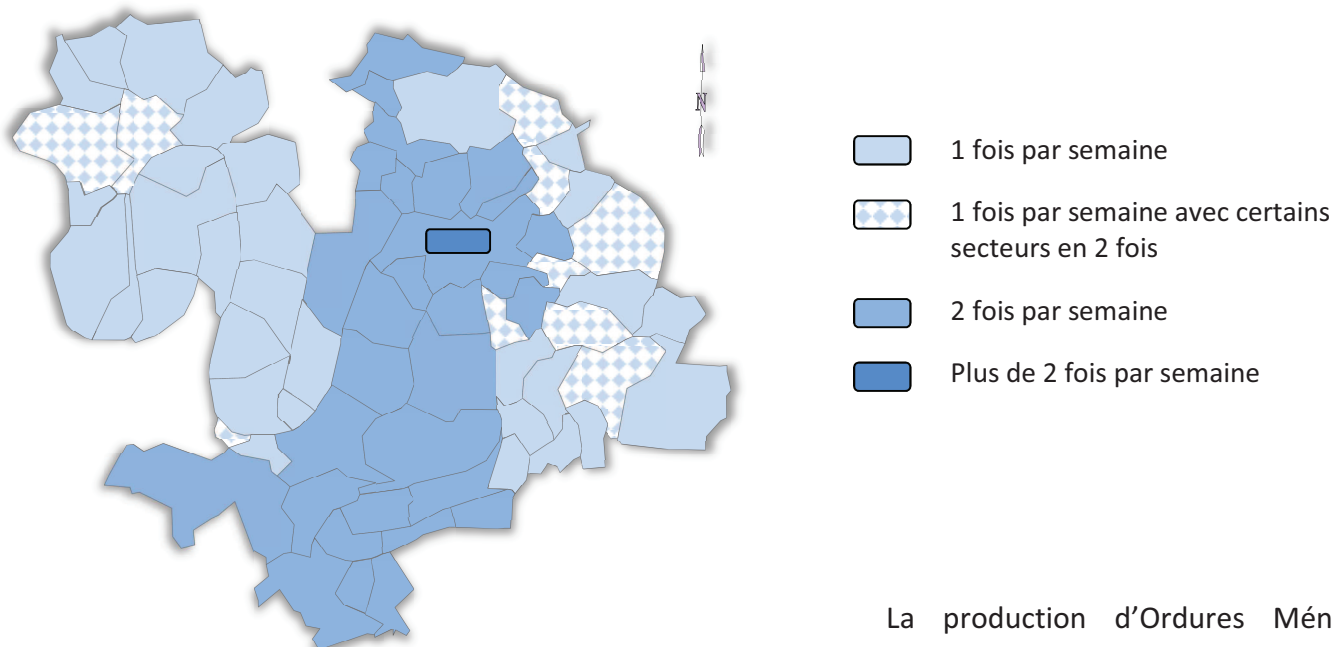 N
1 fois par semaine
1 fois par semaine avec certains
secteurs en 2 fois
2 fois par semaine
Plus de 2 fois par semaine
La production d’Ordures Mén